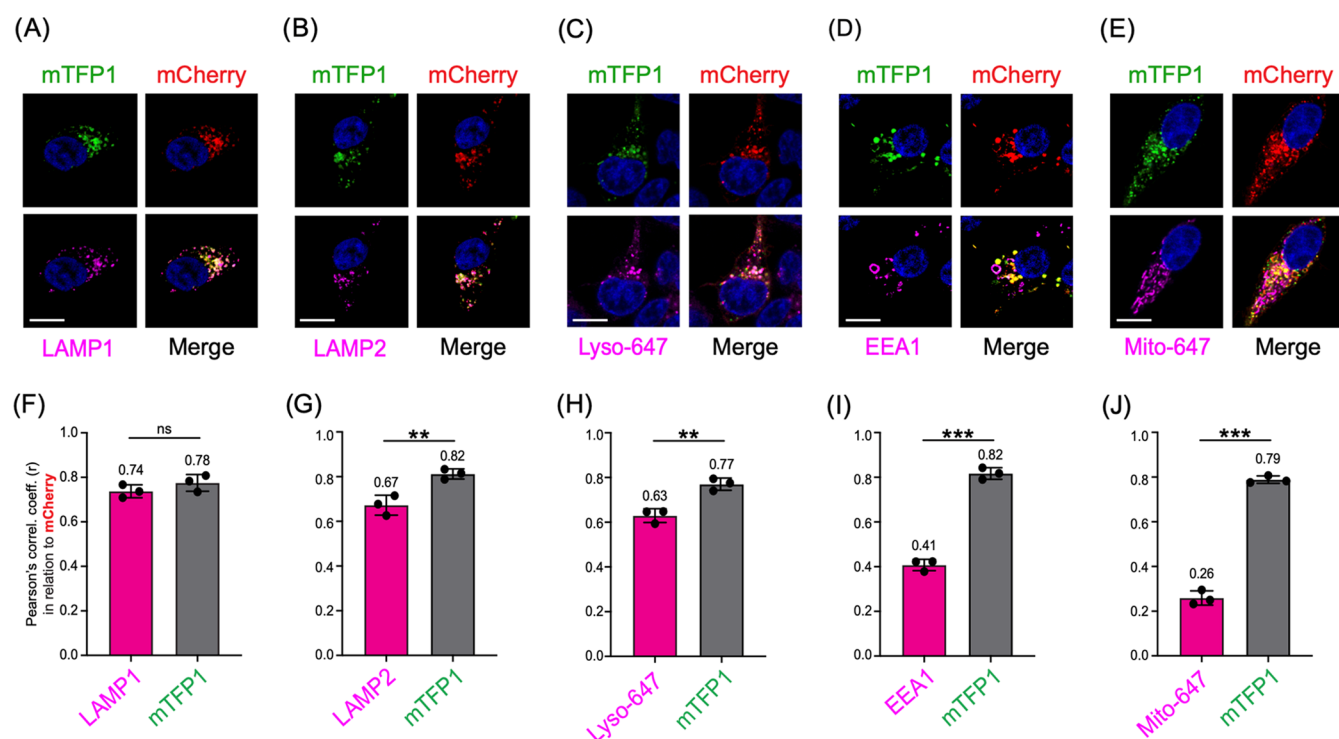 (A) (B) (C) (D) (E)
mTFP1 mCherry mTFP1 mCherry mTFP1 mCherry mTFP1 mCherry mTFP1 mCherry
LAMP1 Merge LAMP2 Merge Lyso-647 Merge EEA1 Merge Mito-647 Merge
(F)
Pearson's correl. coeff. (r)
in relation to mCherry
1.0
0.8
0.6
0.4
0.2
0.0
ns
0.74
0.78
LAMP1
mTFP1
(G)
1.0
0.8
0.6
0.4
0.2
0.0
**
0.67
0.82
LAMP2
mTFP1
(H)
1.0
0.8
0.6
0.4
0.2
0.0
**
0.63
0.77
Lyso-647
mTFP1
(I)
1.0
0.8
0.6
0.4
0.2
0.0
***
0.41
0.82
EEA1
mTFP1
(J)
1.0
0.8
0.6
0.4
0.2
0.0
***
0.26
0.79
Mito-647
mTFP1